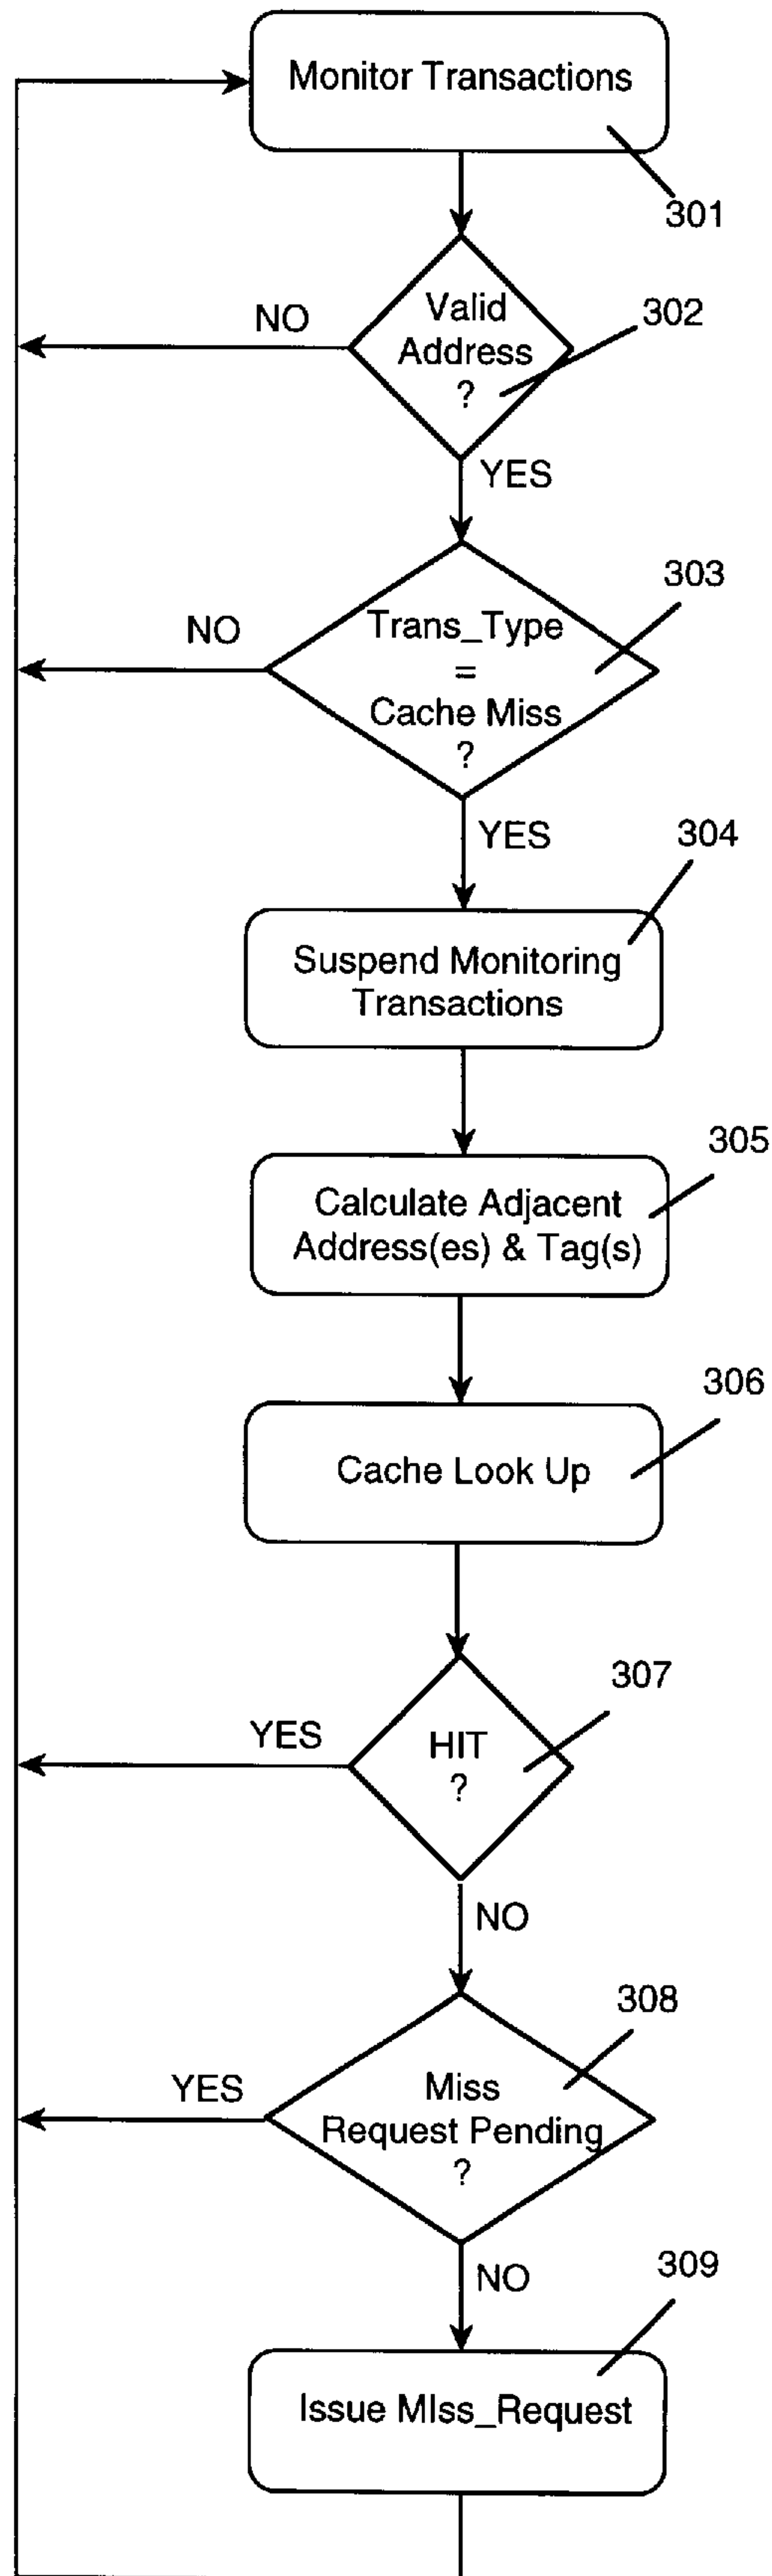 Monitor Transactions
301
Valid
Address
?
302
NO
YES
303
Trans_Type
=
Cache Miss
?
NO
YES
304
Suspend Monitoring
Transactions
305
Calculate Adjacent
Address(es) & Tag(s)
306
Cache Look Up
307
HIT
?
YES
NO
308
Miss
Request Pending
?
YES
NO
309
Issue MIss_Request